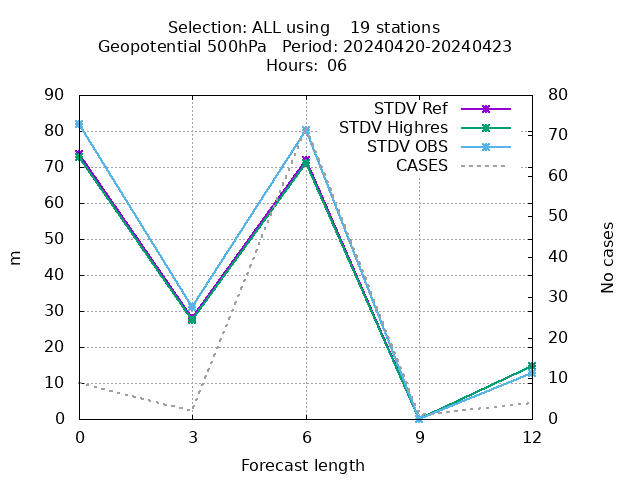 Selection: ALL using    19 stations
Geopotential 500hPa   Period: 20240420-20240423
Hours: 06
90
80
70
60
50
40
30
20
10
0
m
80
70
60
50
40
30
20
10
0
No cases
STDV Ref
STDV Highres
STDV OBS
CASES
0 3 6 9 12
Forecast length